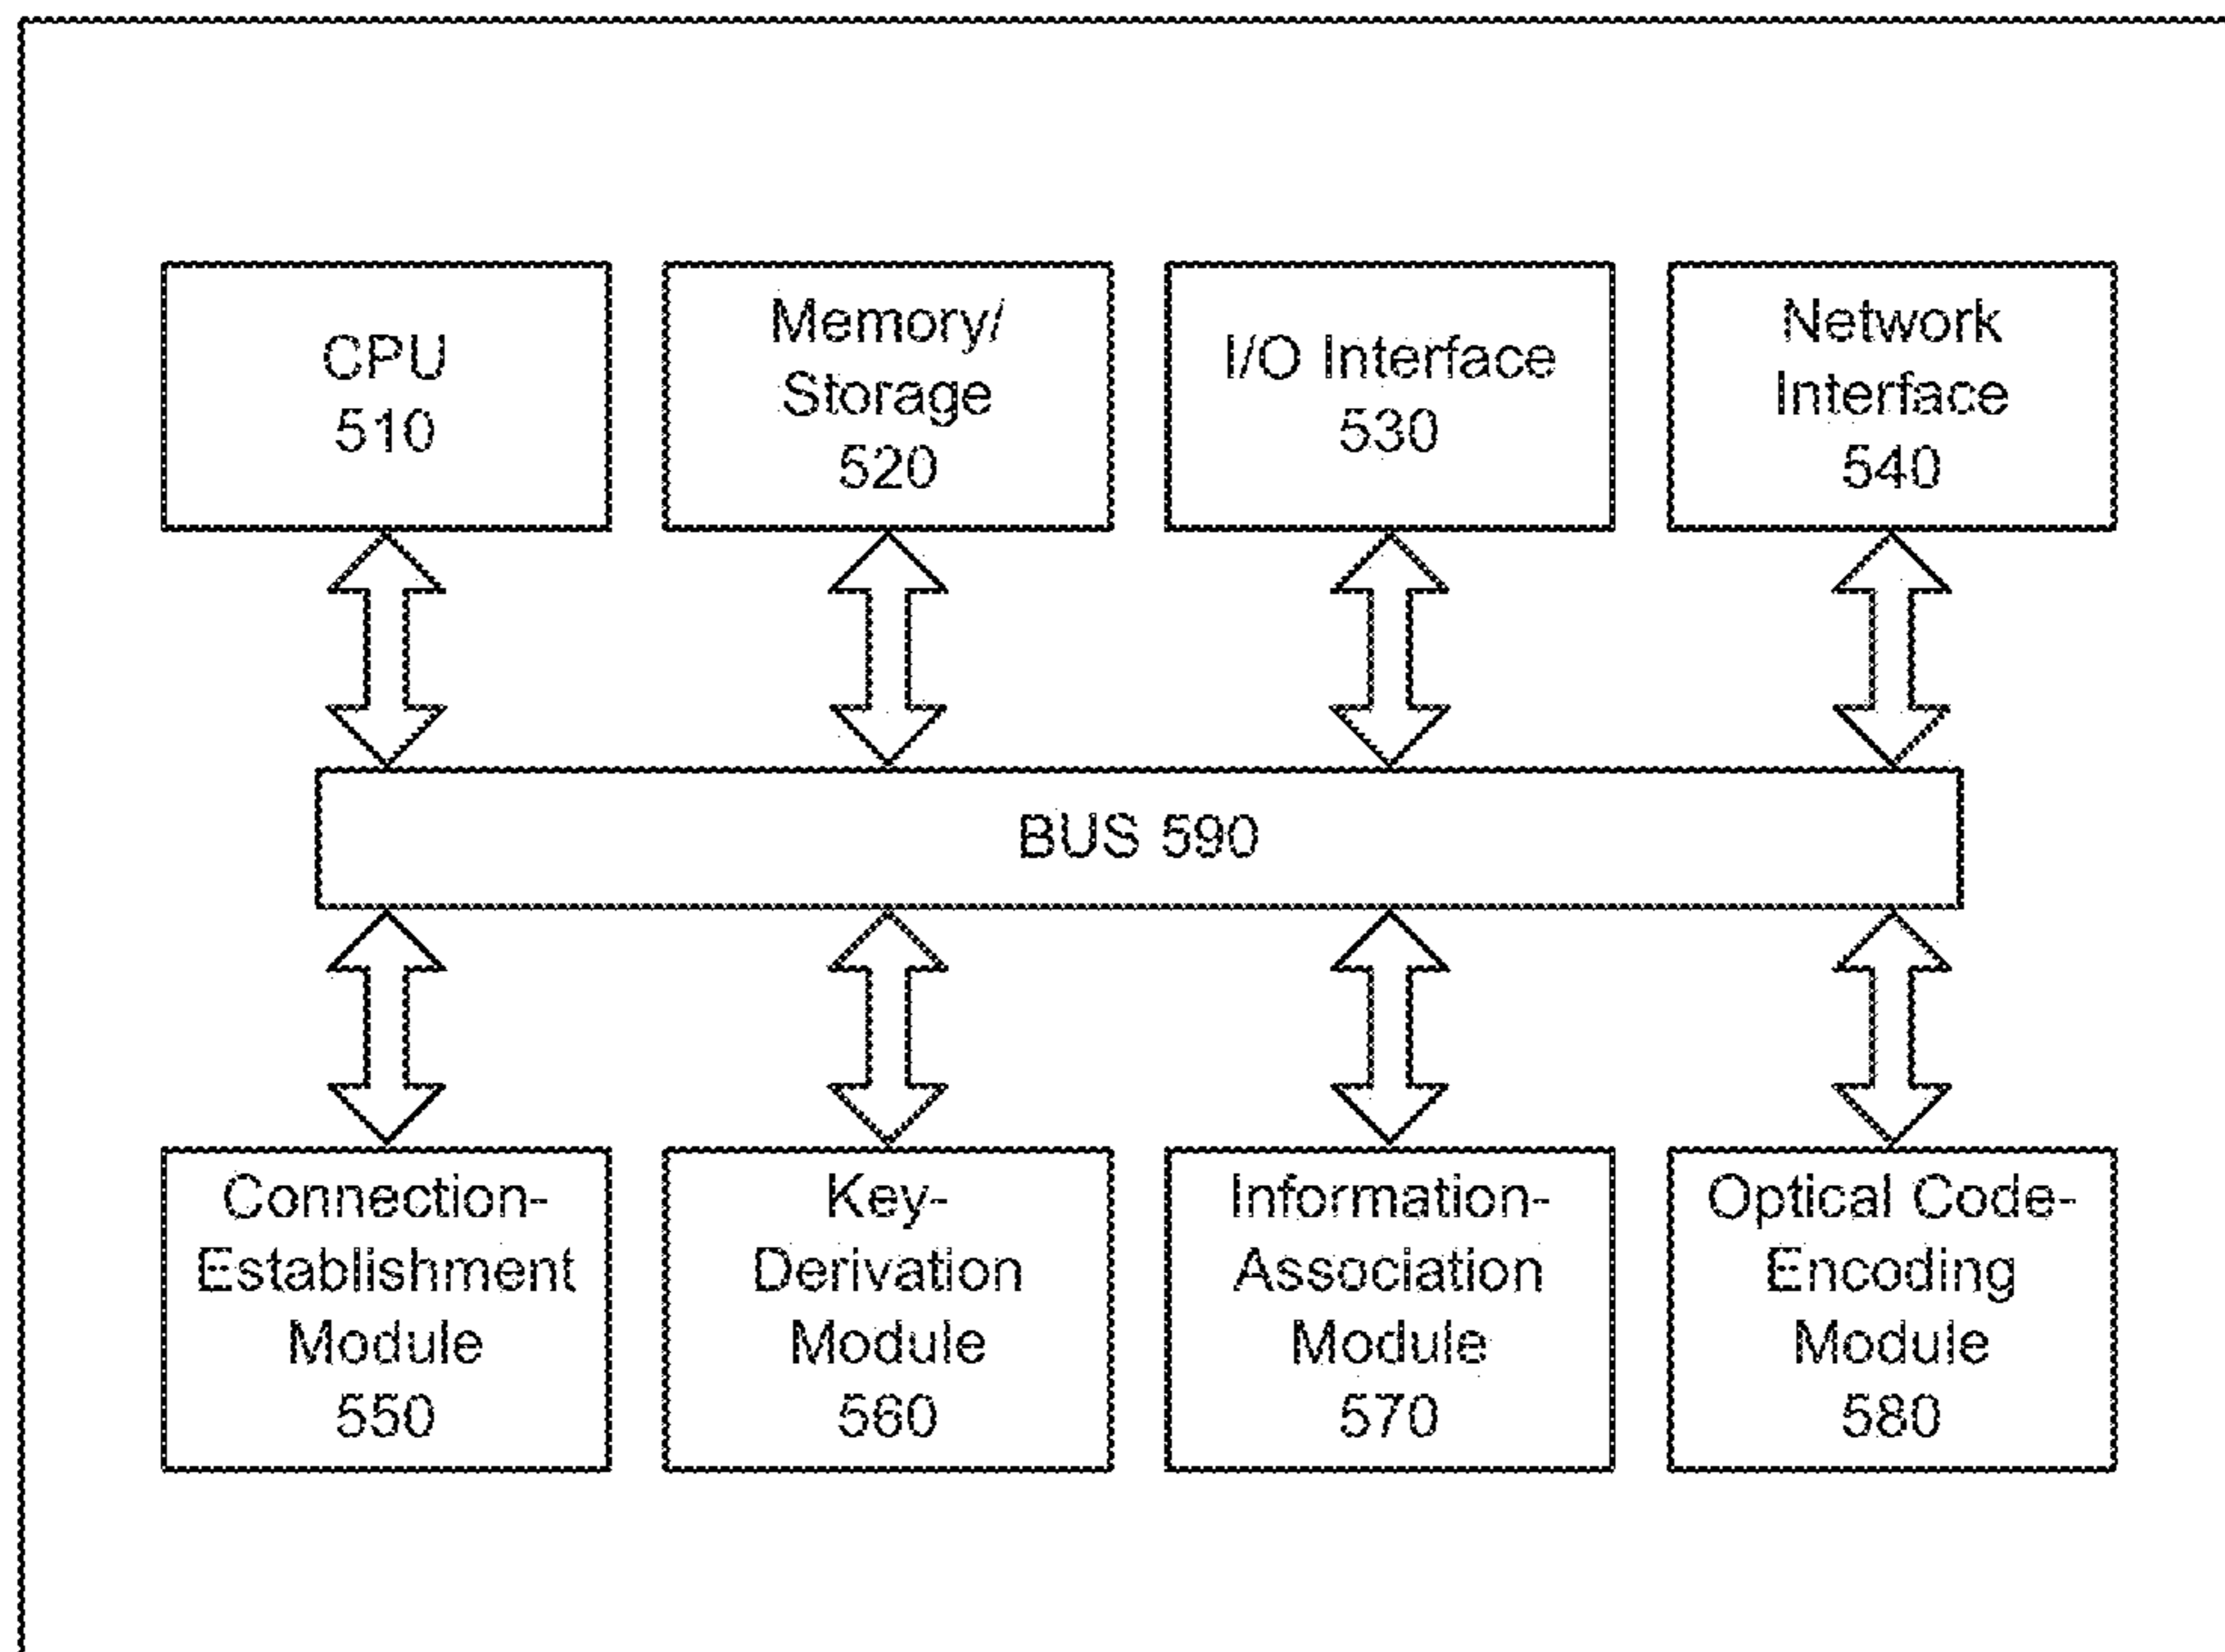 CPU
510
Memory/
Storage
520
I/O Interface
530
Network
Interface
540
BUS 590
Connection-
Establishment
Module
550
Key-
Derivation
Module
560
Information-
Association
Module
570
Optical Code-
Encoding
Module
580